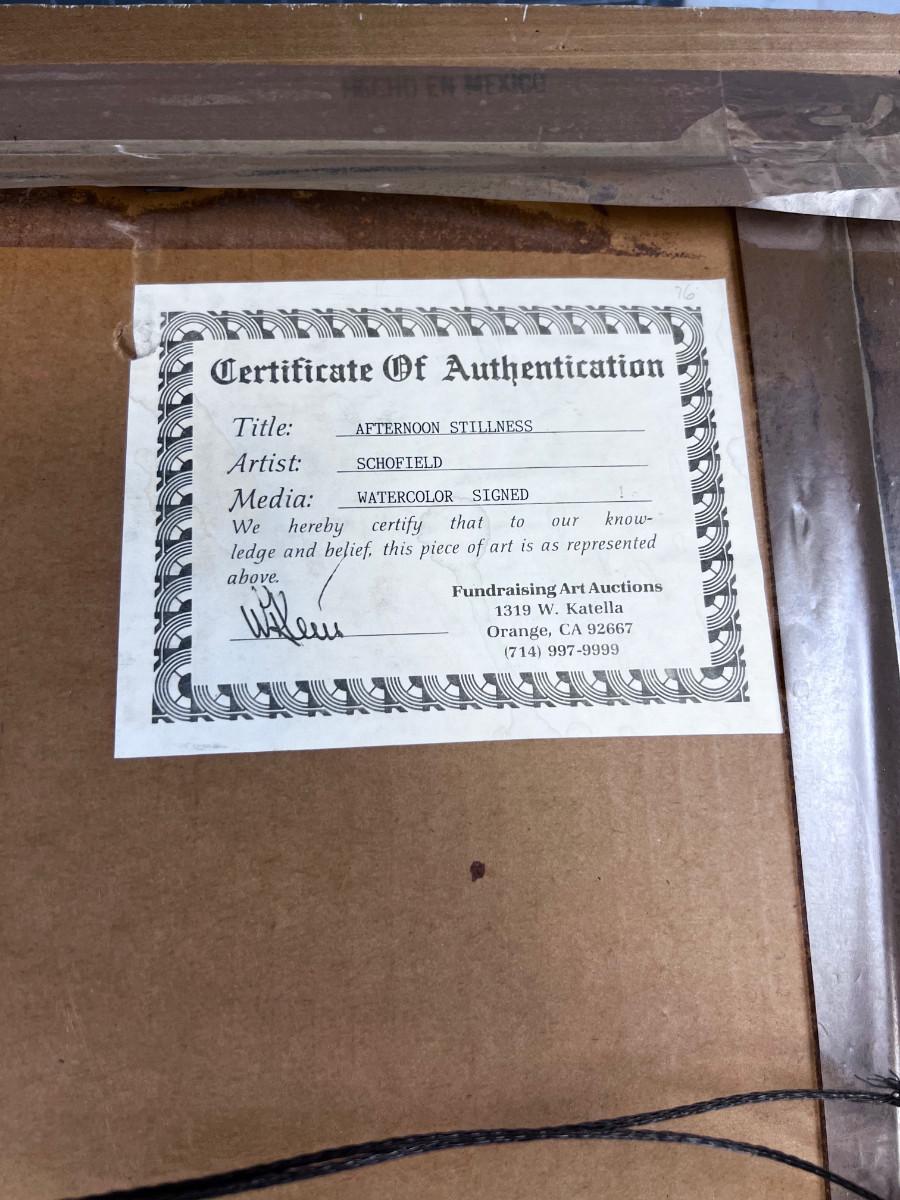 HECHO EN MEXICO
76
Certificate Of Authentication
Title: AFTERNOON STILLNESS
Artist: SCHOFIELD
Media: WATERCOLOR SIGNED
We hereby certify that to our know-
ledge and belief, this piece of art is as represented
above.
Fundraising Art Auctions
1319 W. Katella
Orange, CA 92667
(714) 997-9999